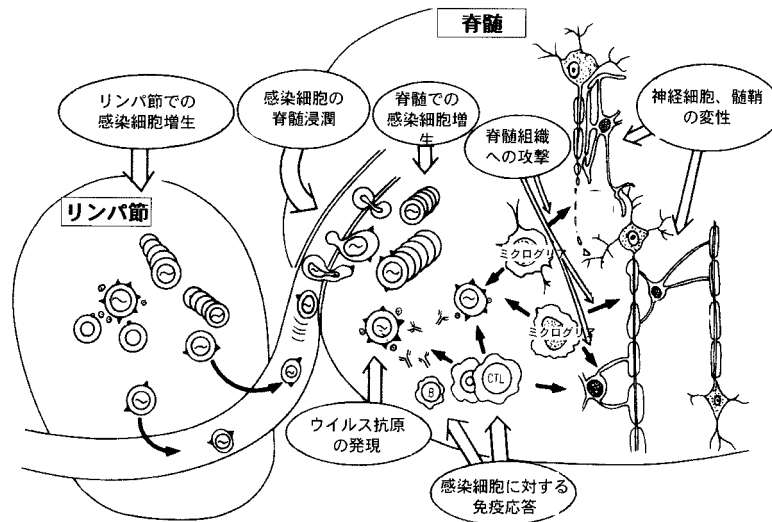 脊髄
リンパ節での
感染細胞増生
感染細胞の
脊髄浸潤
脊髄での
感染細胞増
生
脊髄組織
への攻撃
神経細胞、髄鞘
の変性
リンパ節
ミクログリア
ミクログリア
CTL
B
ウイルス抗原
の発現
感染細胞に対する
免疫応答